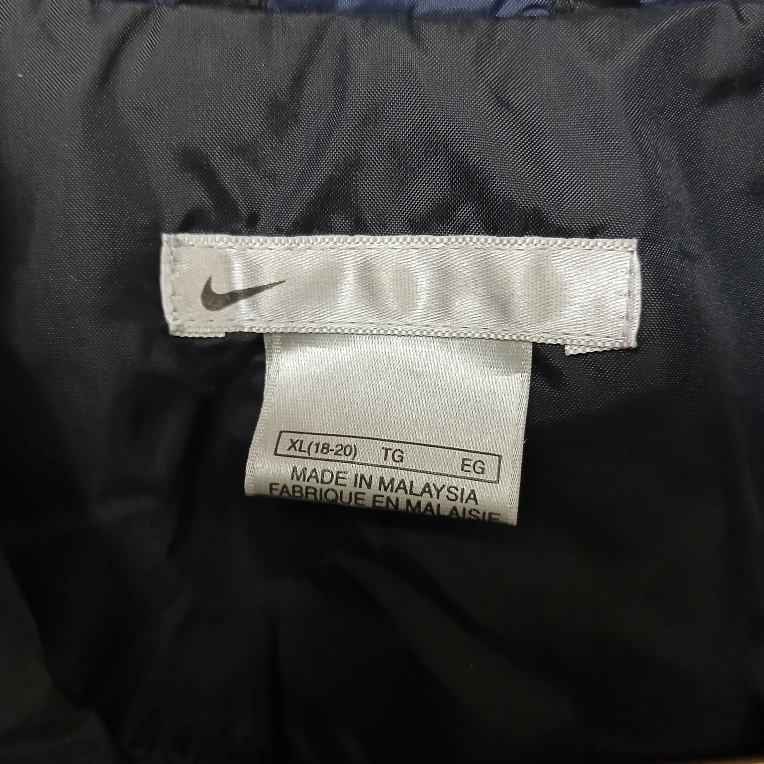 XL(18-20) TG EG
MADE IN MALAYSIA
FABRIQUE EN MALAISIE